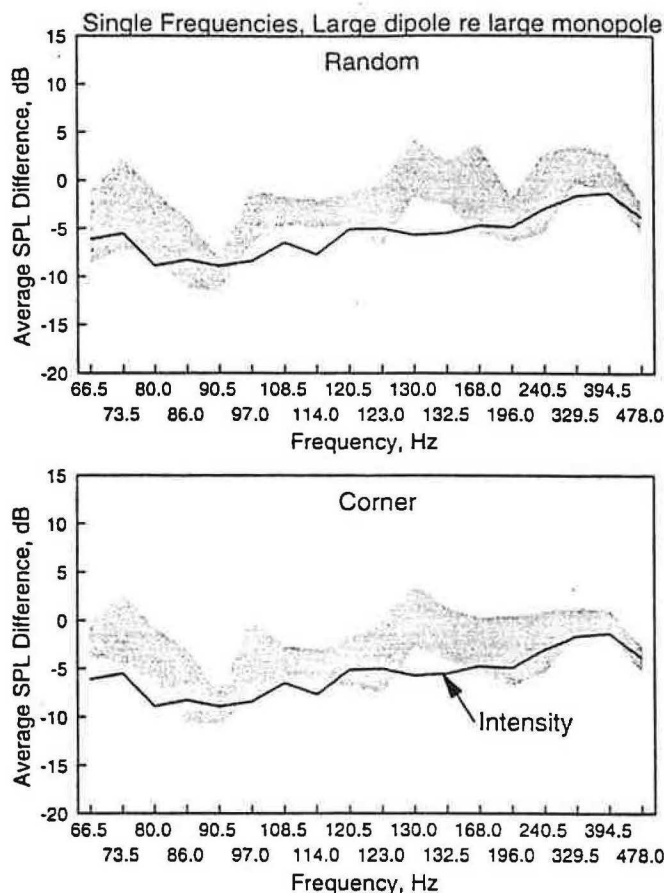 Single Frequencies, Large dipole re large monopole
Random
Average SPL Difference, dB
15
10
5
0
-5
-10
-15
-20
66.5 80.0 90.5 108.5 120.5 130.0 168.0 240.5 394.5
73.5 86.0 97.0 114.0 123.0 132.5 196.0 329.5 478.0
Frequency, Hz
Corner
Average SPL Difference, dB
15
10
5
0
-5
-10
-15
-20
Intensity
66.5 80.0 90.5 108.5 120.5 130.0 168.0 240.5 394.5
73.5 86.0 97.0 114.0 123.0 132.5 196.0 329.5 478.0
Frequency, Hz